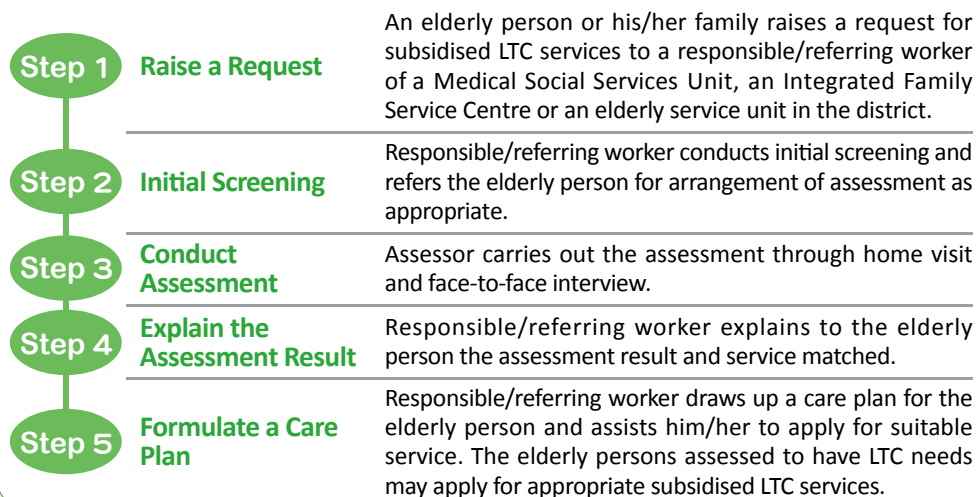 Step 1
Raise a Request
An elderly person or his/her family raises a request for
subsidised LTC services to a responsible/referring worker
of a Medical Social Services Unit, an Integrated Family
Service Centre or an elderly service unit in the district.
Step 2
Initial Screening
Responsible/referring worker conducts initial screening and
refers the elderly person for arrangement of assessment as
appropriate.
Step 3
Conduct
Assessment
Assessor carries out the assessment through home visit
and face-to-face interview.
Step 4
Explain the
Assessment Result
Responsible/referring worker explains to the elderly
person the assessment result and service matched.
Step 5
Formulate a Care
Plan
Responsible/referring worker draws up a care plan for the
elderly person and assists him/her to apply for suitable
service. The elderly persons assessed to have LTC needs
may apply for appropriate subsidised LTC services.